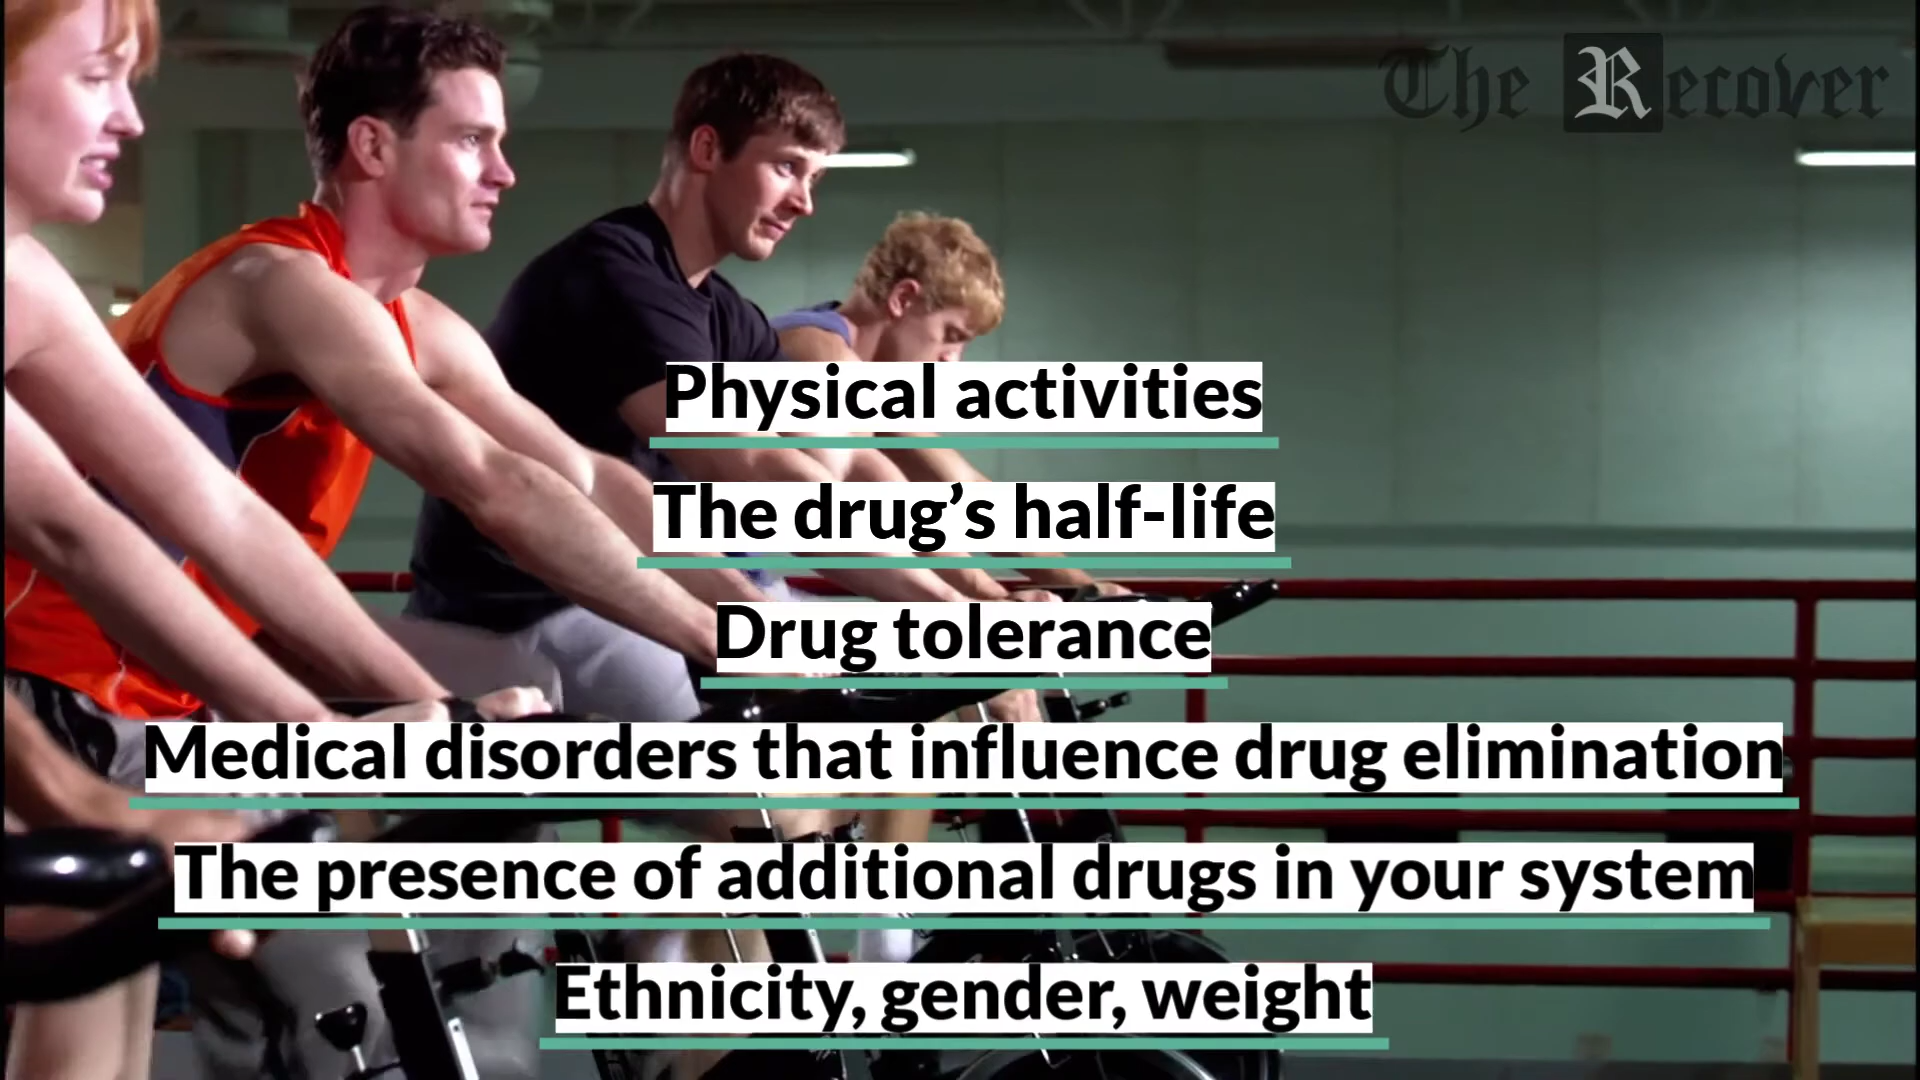 The Recover
Physical activities
The drug’s half-life
Drug tolerance
Medical disorders that influence drug elimination
The presence of additional drugs in your system
Ethnicity, gender, weight